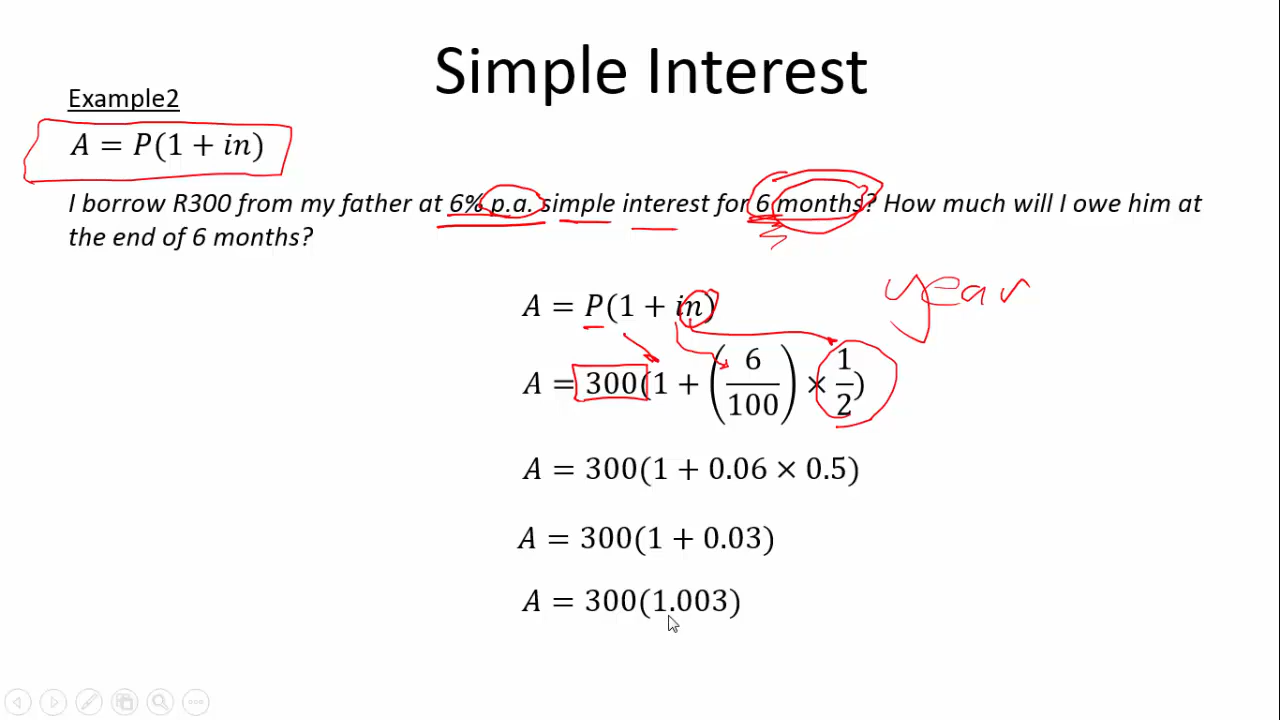 Simple Interest
Example2
A = P(1 + in)
I borrow R300 from my father at 6% p.a. simple interest for 6 months? How much will I owe him at
the end of 6 months?
year
A = P(1 + in)
A = 300(1 + (6/100) × 1/2)
A = 300(1 + 0.06 × 0.5)
A = 300(1 + 0.03)
A = 300(1.003)